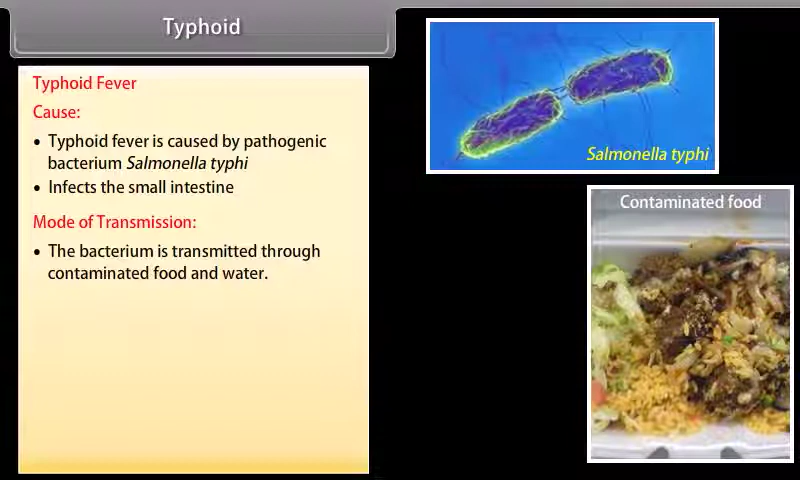 Typhoid
Typhoid Fever
Cause:
• Typhoid fever is caused by pathogenic
bacterium Salmonella typhi
• Infects the small intestine
Mode of Transmission:
• The bacterium is transmitted through
contaminated food and water.
Salmonella typhi
Contaminated food